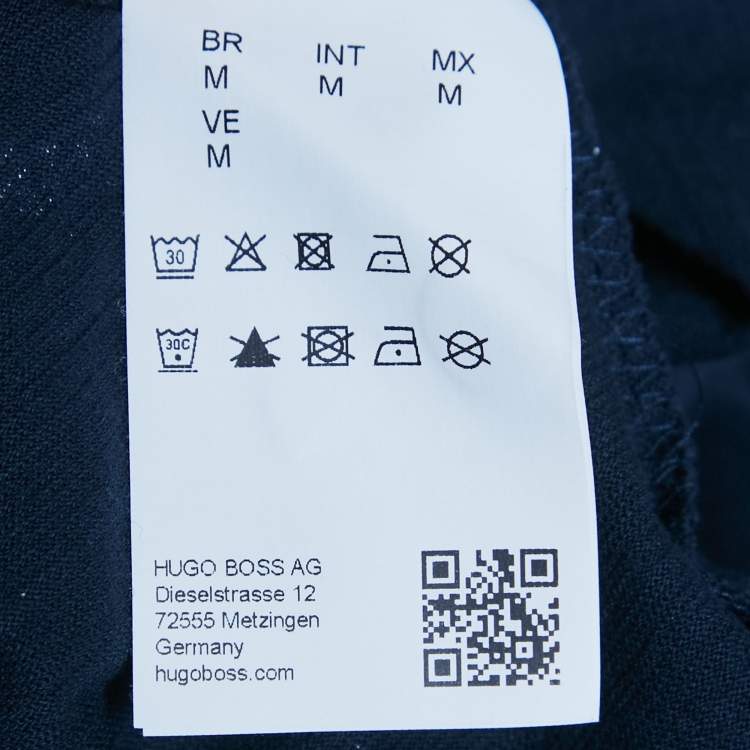 BR INT MX
M M M
VE
M
30
30C
HUGO BOSS AG
Dieselstrasse 12
72555 Metzingen
Germany
hugoboss.com